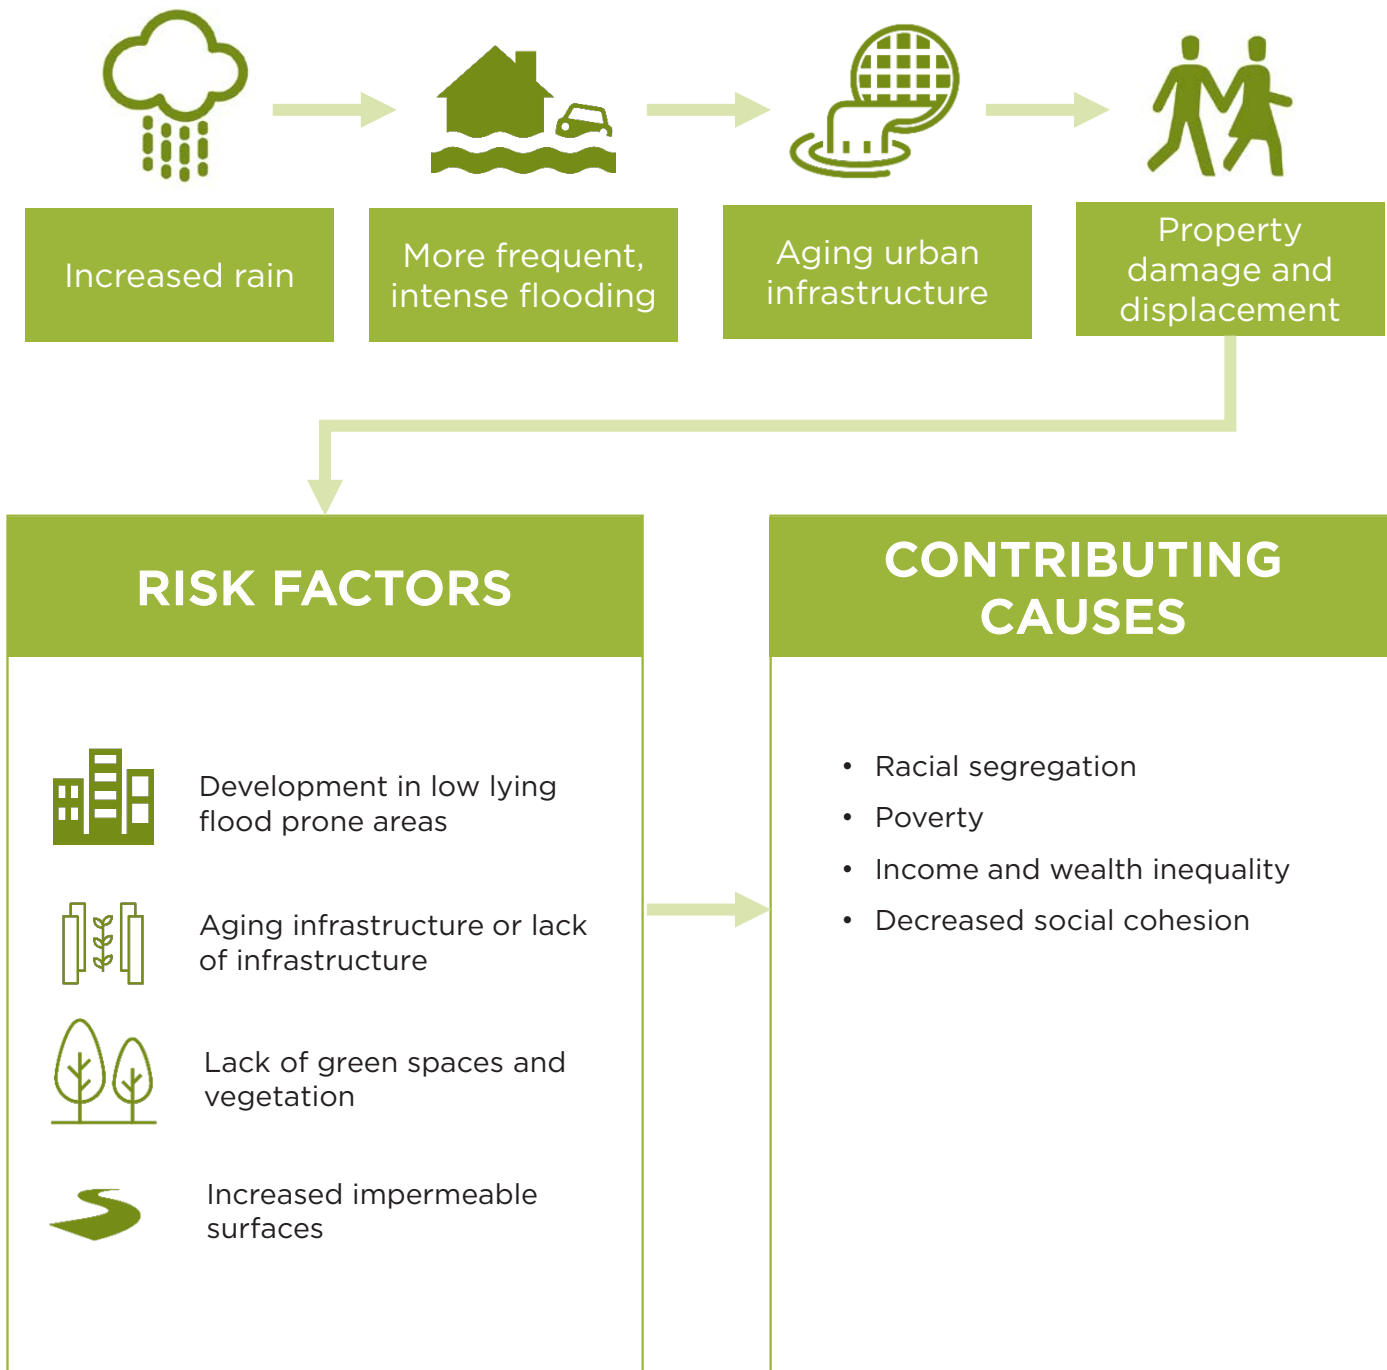 Increased rain
More frequent,
intense flooding
Aging urban
infrastructure
Property
damage and
displacement
RISK FACTORS
Development in low lying
flood prone areas
Aging infrastructure or lack
of infrastructure
Lack of green spaces and
vegetation
Increased impermeable
surfaces
CONTRIBUTING
CAUSES
• Racial segregation
• Poverty
• Income and wealth inequality
• Decreased social cohesion